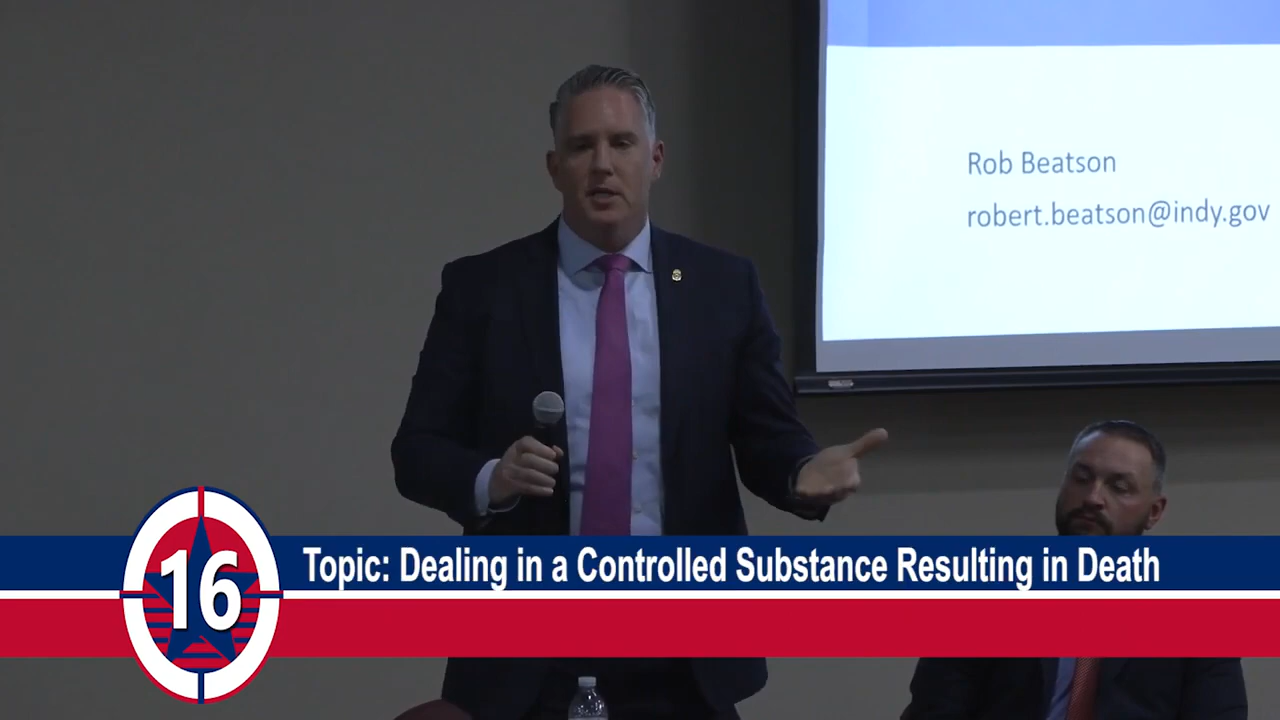 Rob Beatson
robert.beatson@indy.gov
16
Topic: Dealing in a Controlled Substance Resulting in Death